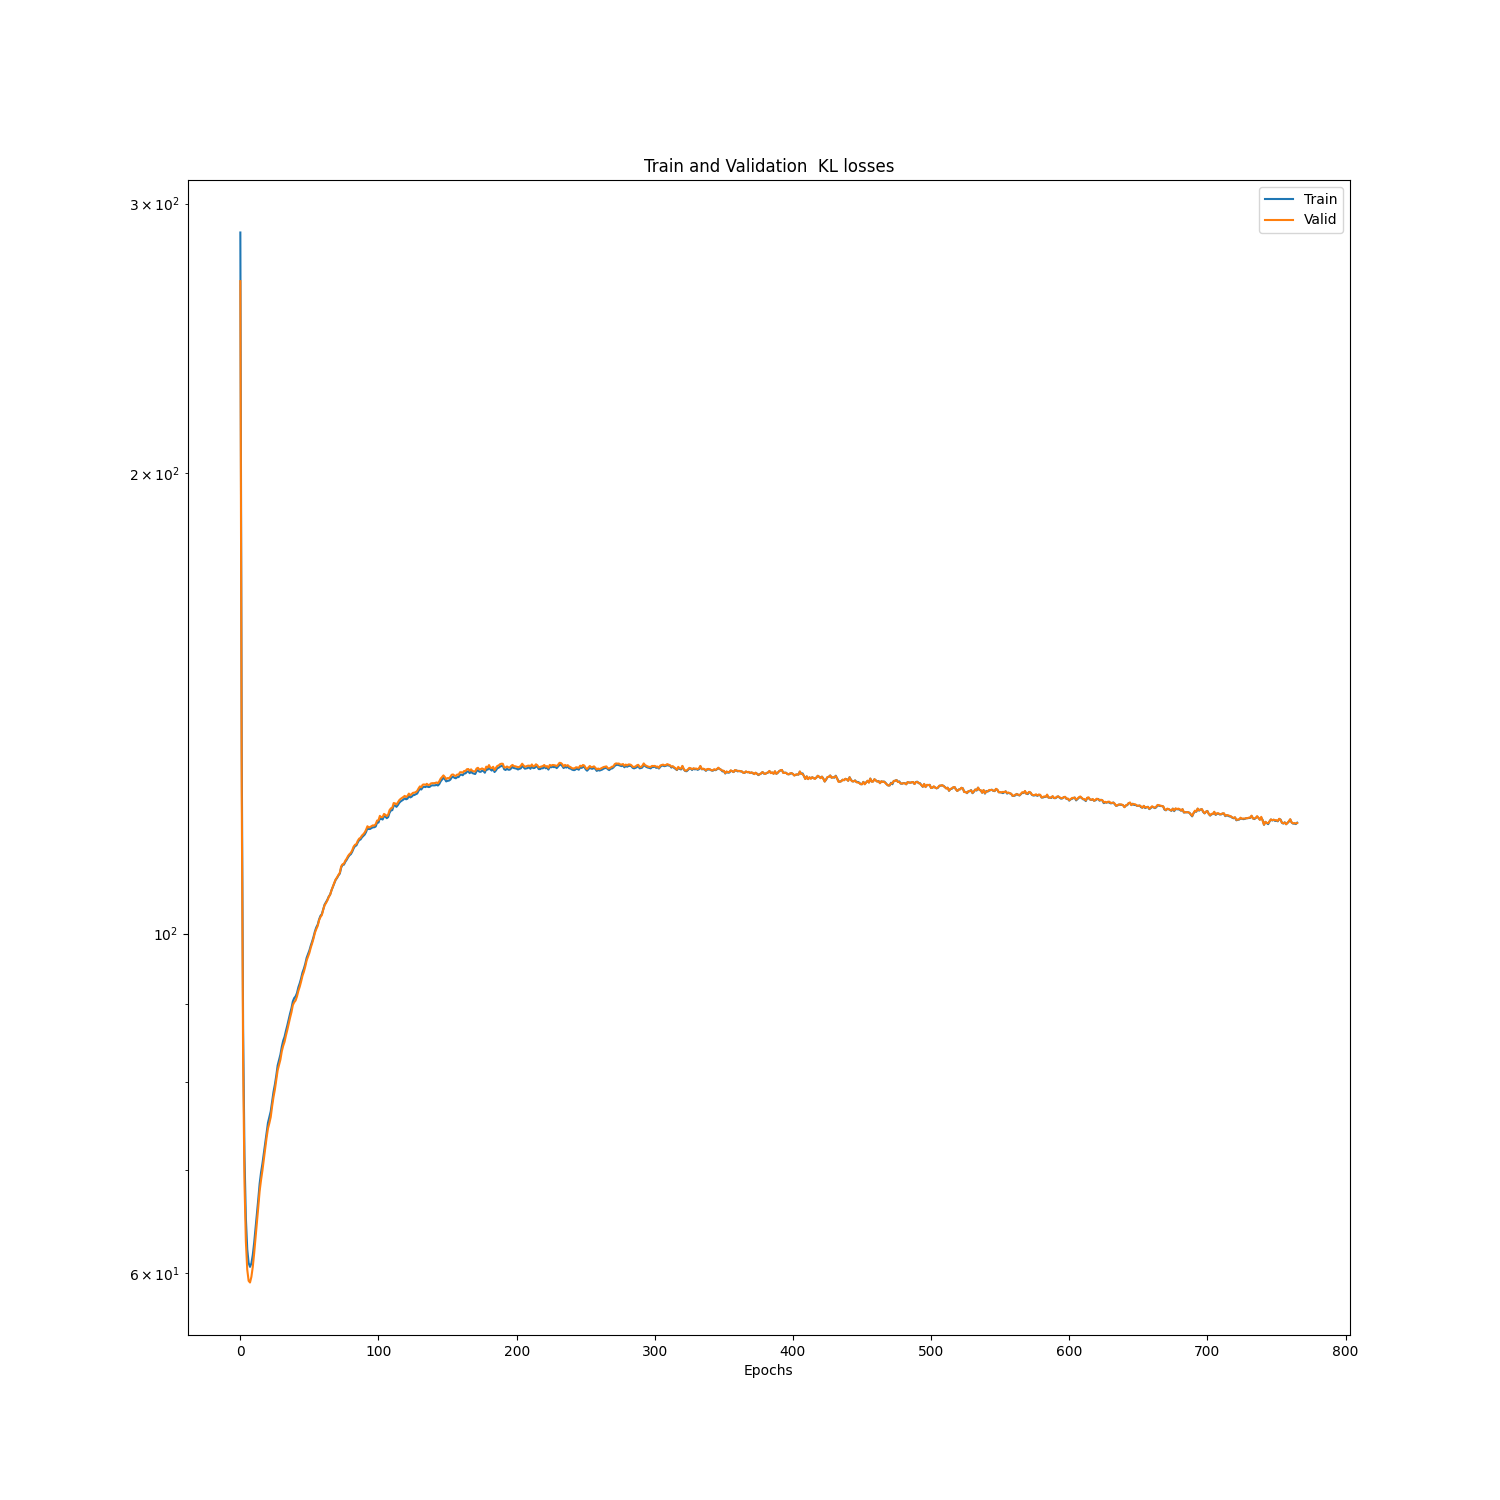 Train and Validation  KL losses
Train
Valid
3 × 10²
2 × 10²
10²
6 × 10¹
0 100 200 300 400 500 600 700 800
Epochs